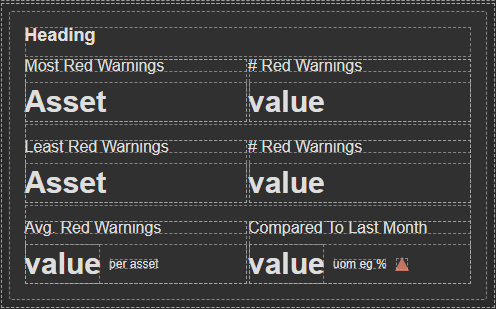 Heading
Most Red Warnings # Red Warnings
Asset value
Least Red Warnings # Red Warnings
Asset value
Avg. Red Warnings Compared To Last Month
value per asset value uom eg %